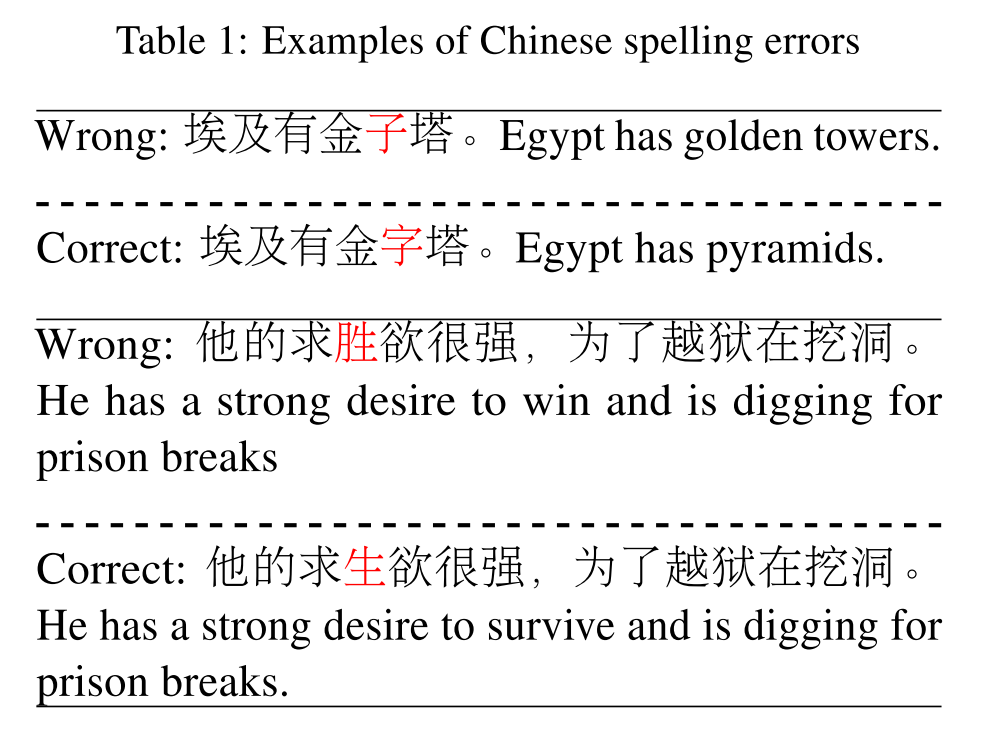 Table 1: Examples of Chinese spelling errors
Wrong: 埃及有金子塔。Egypt has golden towers.
Correct: 埃及有金字塔。Egypt has pyramids.
Wrong: 他的求胜欲很强，为了越狱在挖洞。
He has a strong desire to win and is digging for
prison breaks
Correct: 他的求生欲很强，为了越狱在挖洞。
He has a strong desire to survive and is digging for
prison breaks.